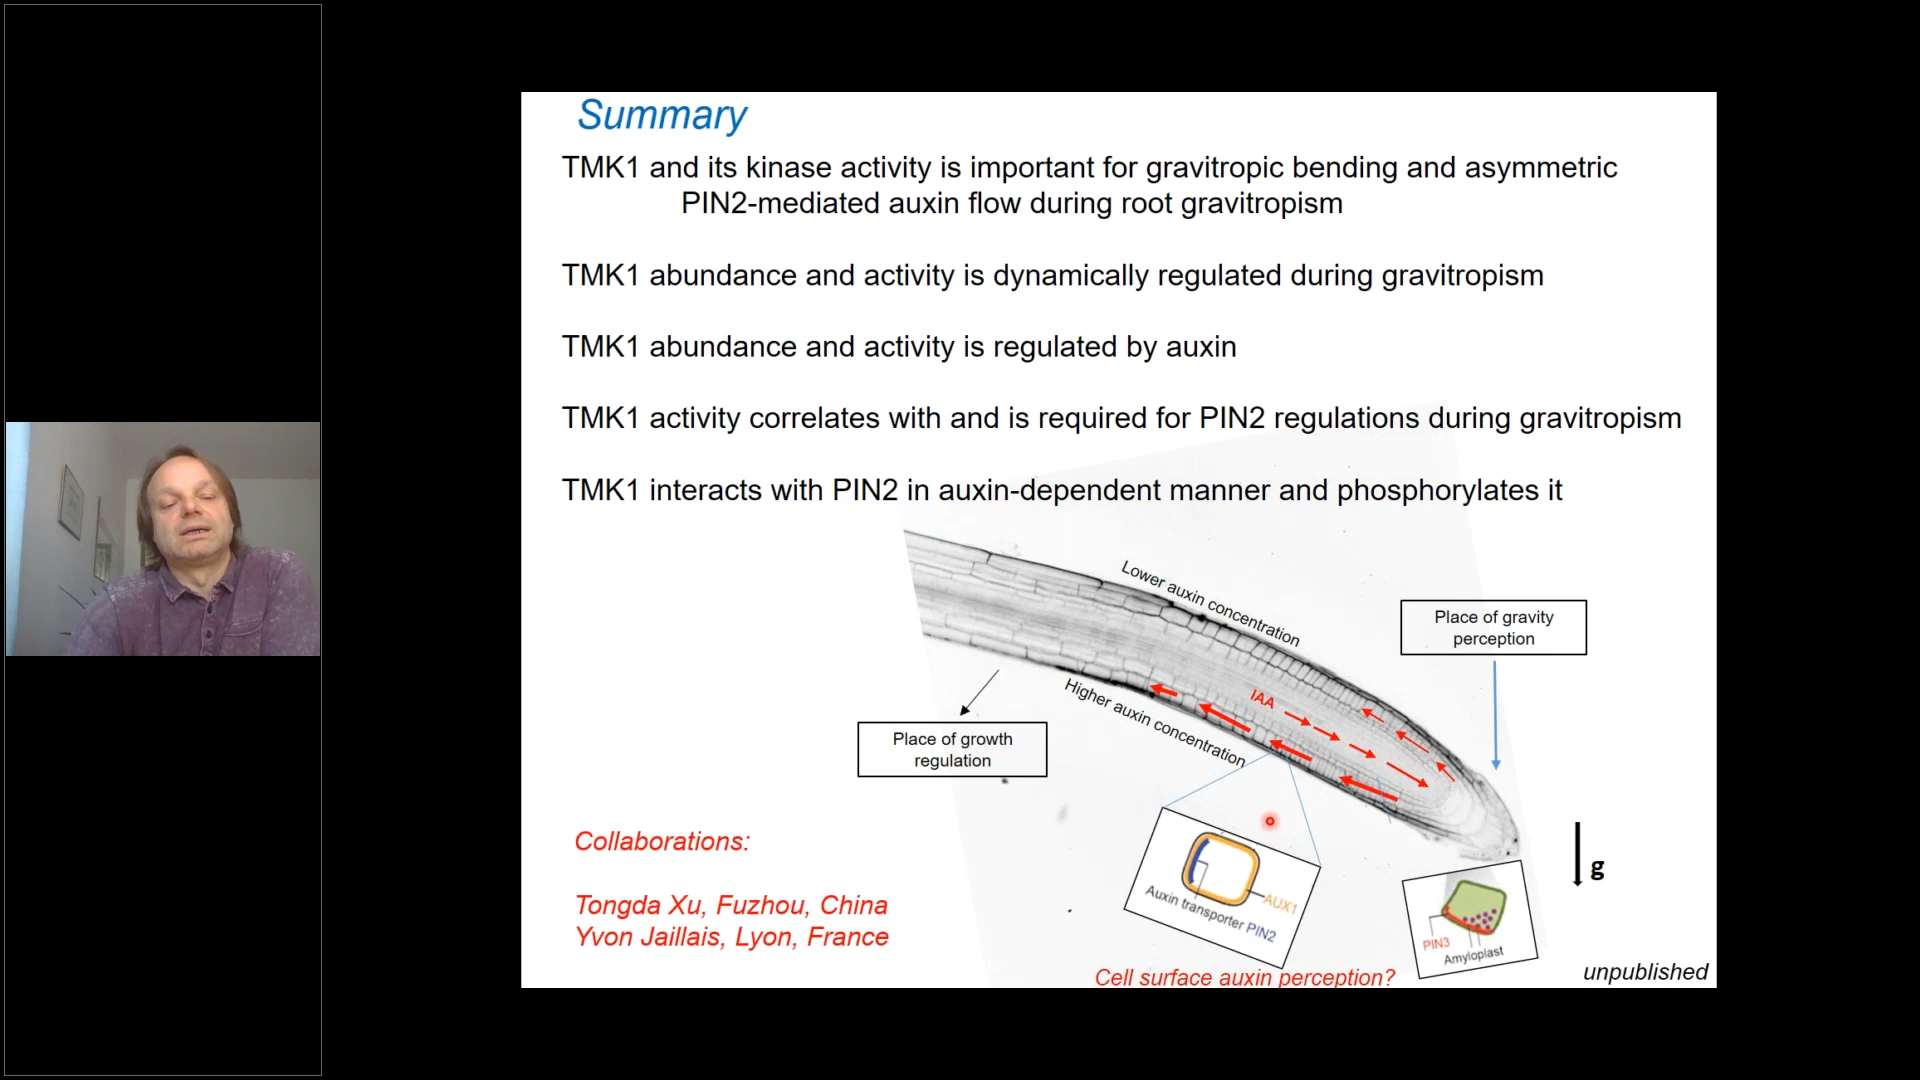 Summary
TMK1 and its kinase activity is important for gravitropic bending and asymmetric
PIN2-mediated auxin flow during root gravitropism
TMK1 abundance and activity is dynamically regulated during gravitropism
TMK1 abundance and activity is regulated by auxin
TMK1 activity correlates with and is required for PIN2 regulations during gravitropism
TMK1 interacts with PIN2 in auxin-dependent manner and phosphorylates it
Lower auxin concentration
Place of gravity
perception
IAA
Higher auxin concentration
Place of growth
regulation
g
AUX1
Auxin transporter PIN2
PIN3
Amyloplast
Collaborations:
Tongda Xu, Fuzhou, China
Yvon Jaillais, Lyon, France
Cell surface auxin perception?
unpublished